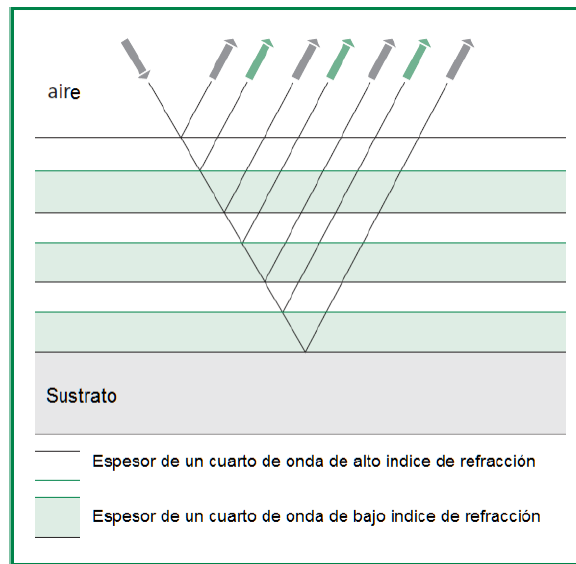 aire
Sustrato
Espesor de un cuarto de onda de alto indice de refracción
Espesor de un cuarto de onda de bajo indice de refracción